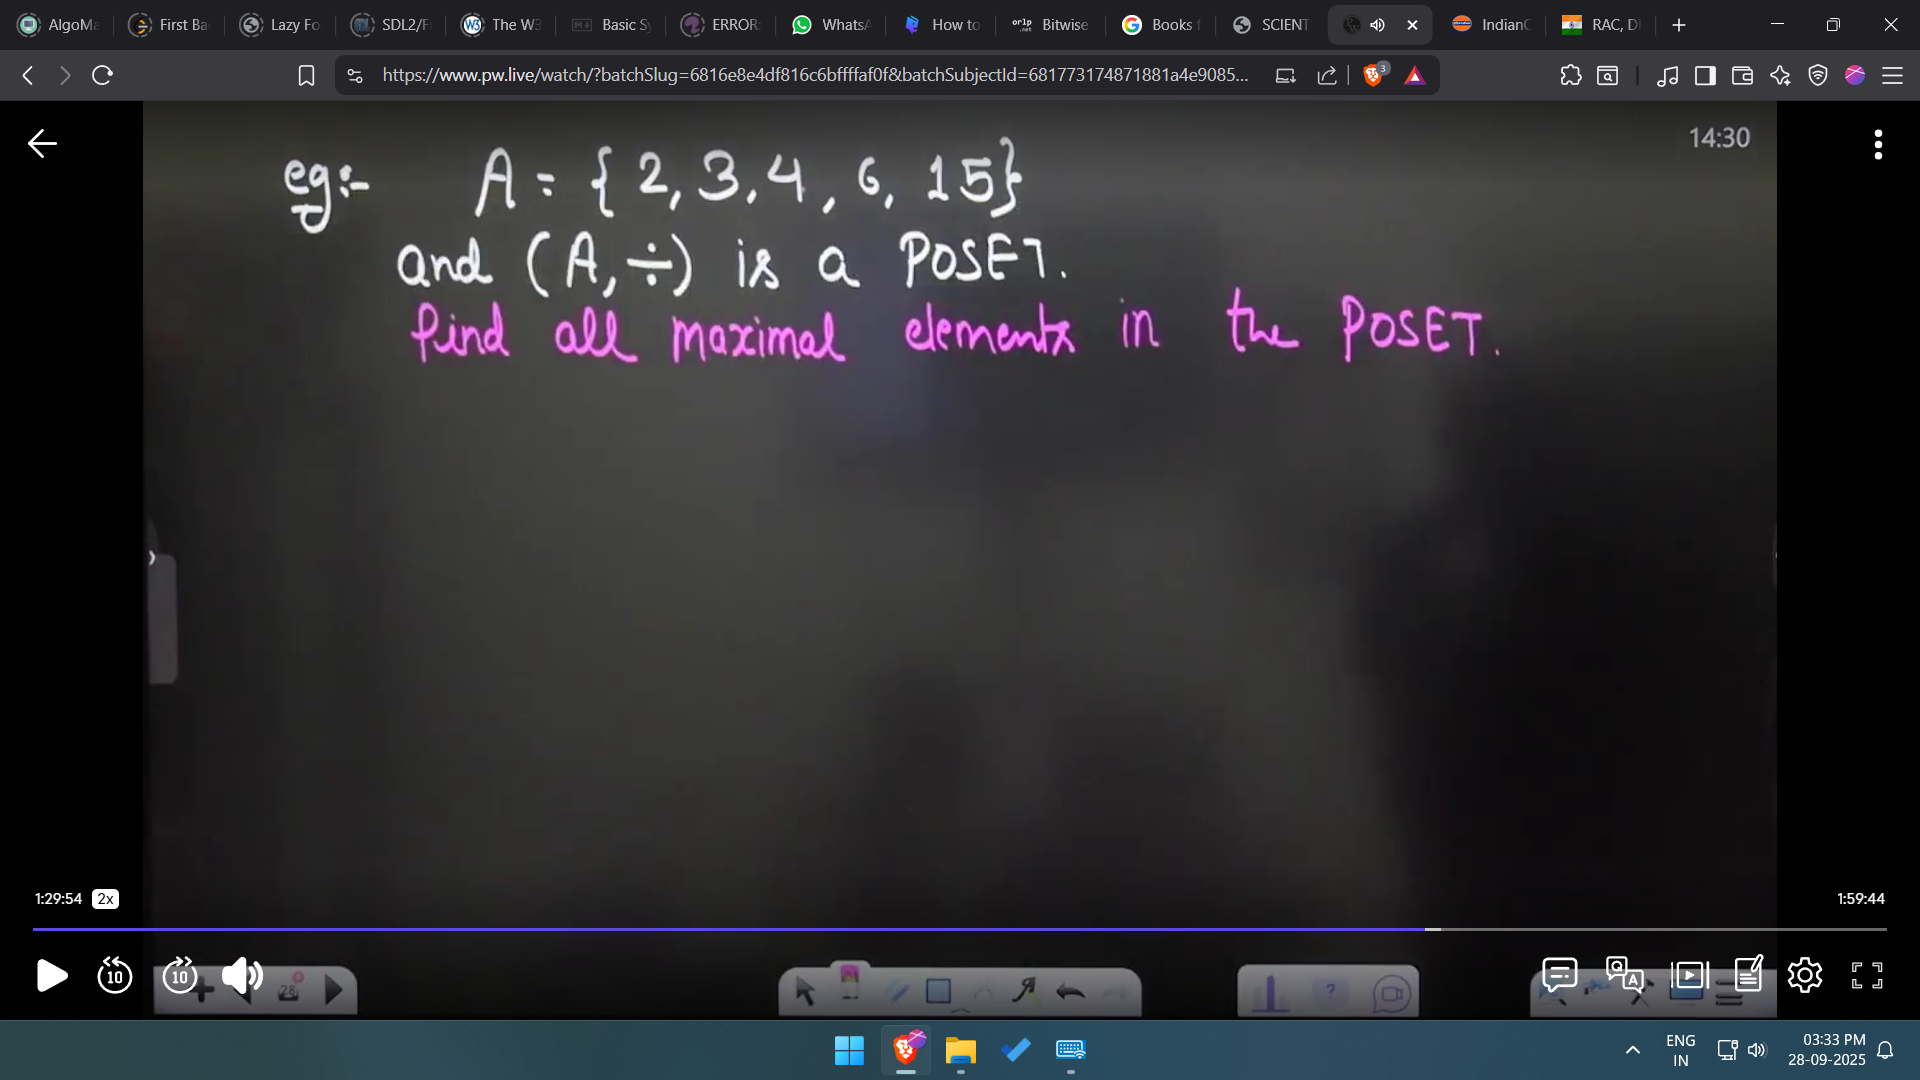 AlgoMa
First Ba
Lazy Fo
SDL2/F
The W3
Basic Sy
ERROR:
WhatsA
How to
Bitwise
Books f
SCIENT
IndianO
RAC, D
https://www.pw.live/watch/?batchSlug=6816e8e4df816c6bffffaf0f&batchSubjectId=681773174871881a4e9085...
3
14:30
eg:- A = { 2, 3, 4, 6, 15}
and (A, ÷) is a POSET.
find all maximal elements in the POSET.
1:29:54 2x
1:59:44
10 10
28
ENG
IN
03:33 PM
28-09-2025